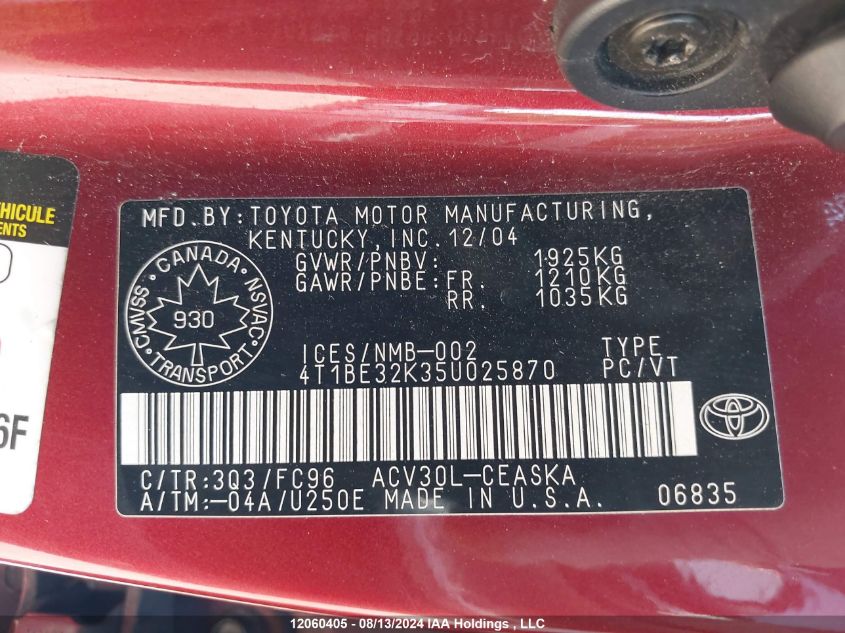 HICULE
ENTS
6F
MFD.BY:TOYOTA MOTOR MANUFACTURING,
KENTUCKY,INC.12/04
GVWR/PNBV: 1925KG
GAWR/PNBE: FR. 1210KG
RR. 1035KG
CANADA
CMVSS NSVAC
930
TRANSPORT
ICES/NMB-002 TYPE
4T1BE32K35U025870 PC/VT
C/TR:3Q3/FC96 ACV30L-CEASKA
A/TM:-04A/U250E MADE IN U.S.A. 06835
12060405 - 08/13/2024 IAA Holdings , LLC